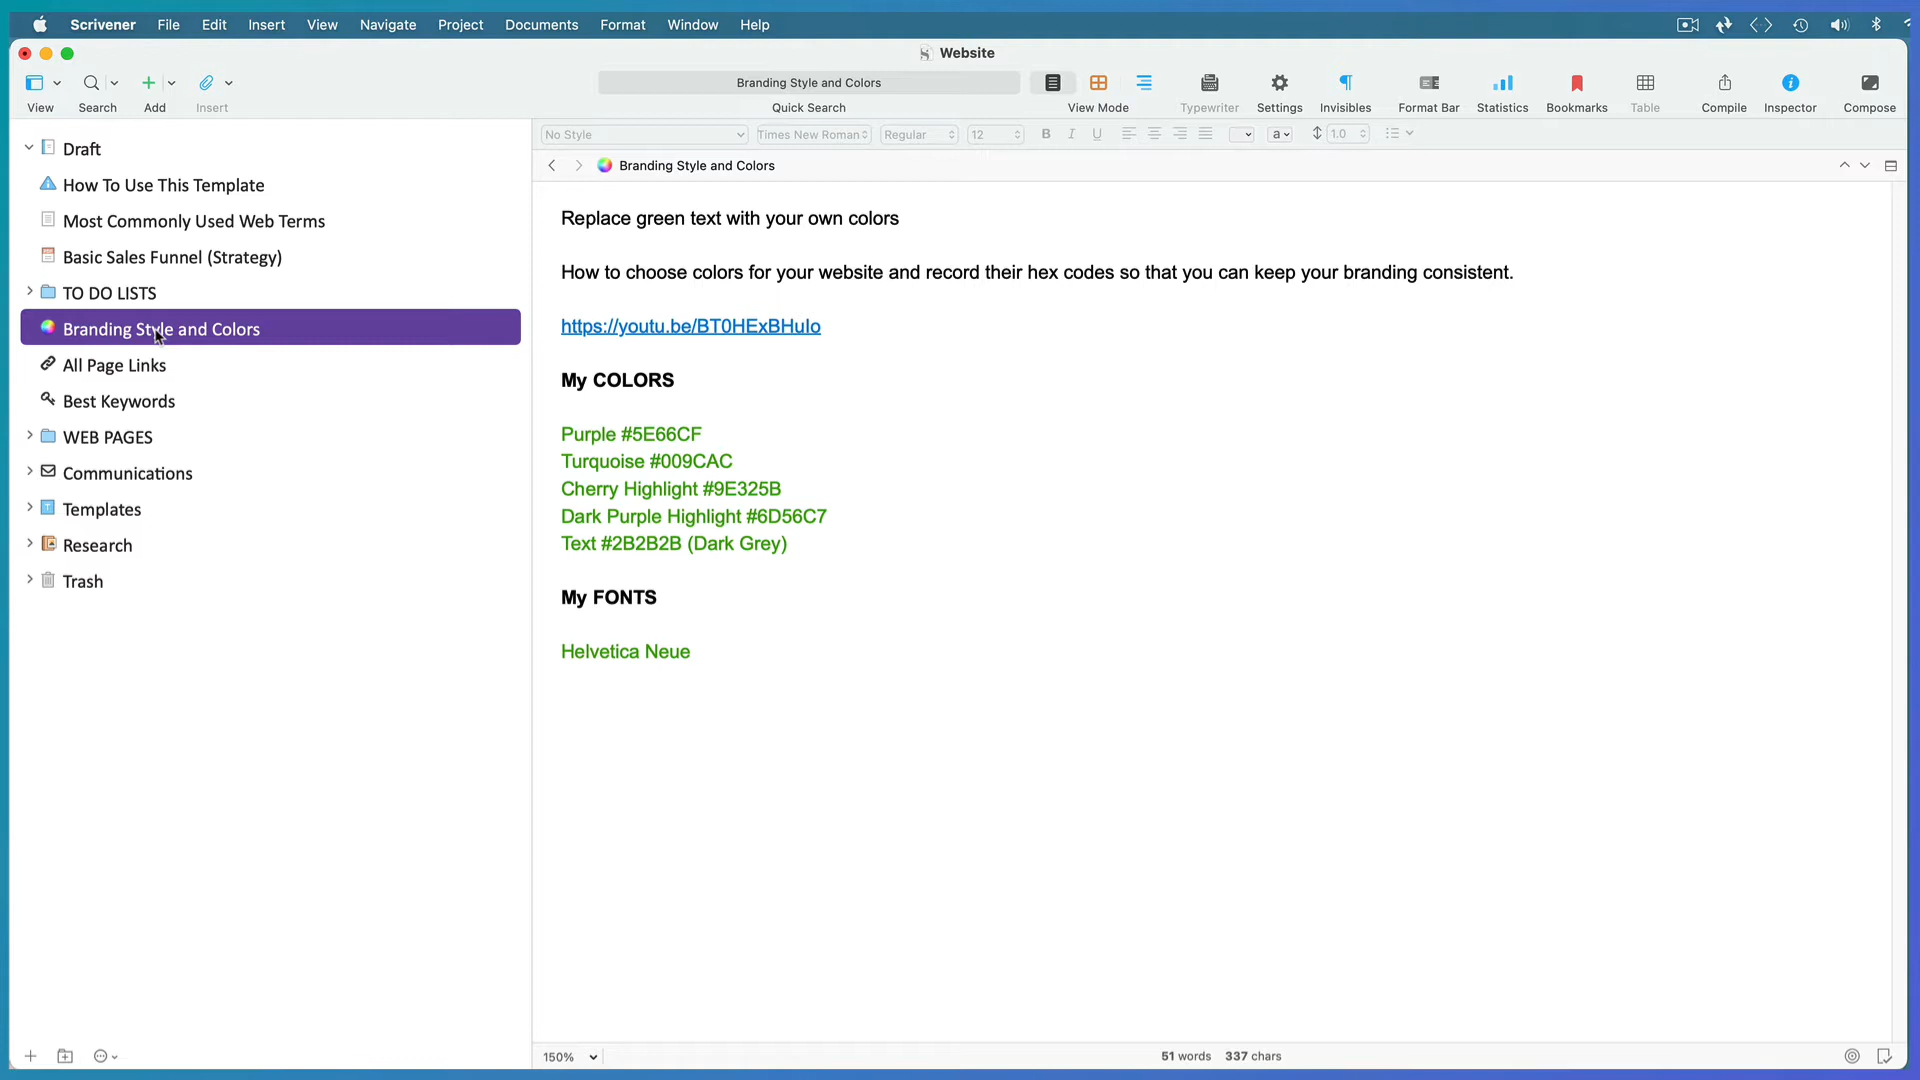 Scrivener File Edit Insert View Navigate Project Documents Format Window Help
Website
Branding Style and Colors
View Search Add Insert Quick Search View Mode Typewriter Settings Invisibles Format Bar Statistics Bookmarks Table Compile Inspector Compose
No Style Times New Roman Regular 12 B I U a 1.0
Branding Style and Colors
Draft
How To Use This Template
Most Commonly Used Web Terms
Basic Sales Funnel (Strategy)
TO DO LISTS
Branding Style and Colors
All Page Links
Best Keywords
WEB PAGES
Communications
Templates
Research
Trash
Replace green text with your own colors
How to choose colors for your website and record their hex codes so that you can keep your branding consistent.
https://youtu.be/BT0HExBHuIo
My COLORS
Purple #5E66CF
Turquoise #009CAC
Cherry Highlight #9E325B
Dark Purple Highlight #6D56C7
Text #2B2B2B (Dark Grey)
My FONTS
Helvetica Neue
150% 51 words 337 chars